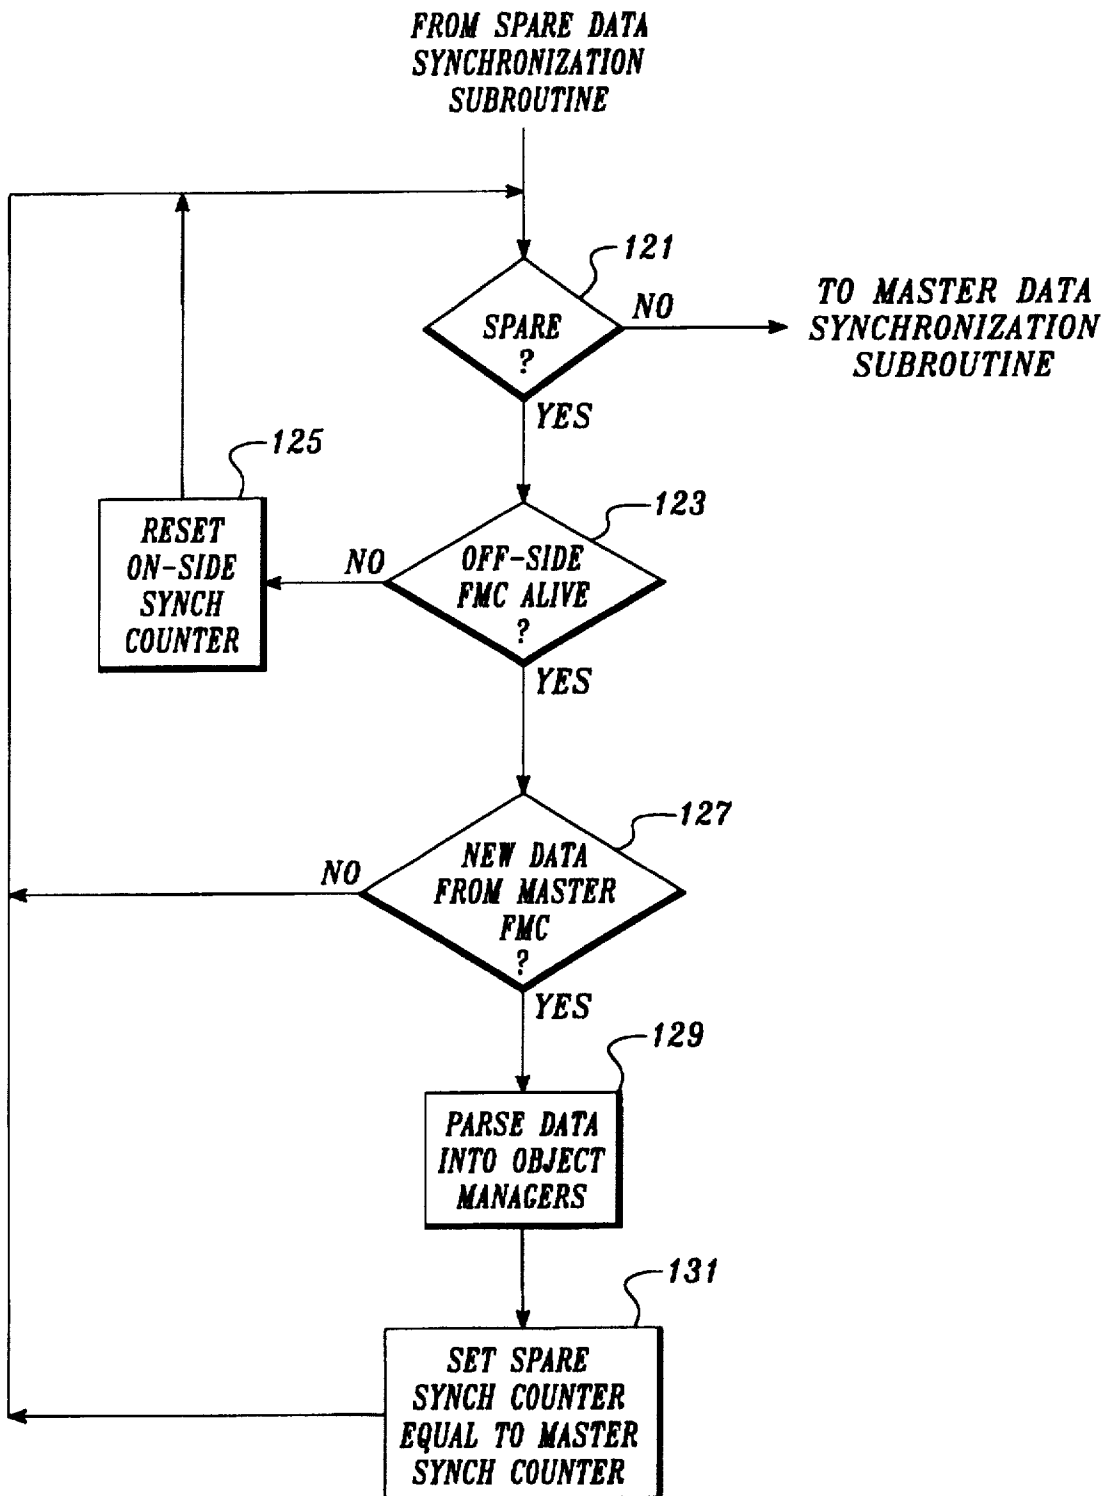 FROM SPARE DATA
SYNCHRONIZATION
SUBROUTINE
121
SPARE
?
NO
TO MASTER DATA
SYNCHRONIZATION
SUBROUTINE
YES
125
RESET
ON-SIDE
SYNCH
COUNTER
NO
123
OFF-SIDE
FMC ALIVE
?
YES
127
NO
NEW DATA
FROM MASTER
FMC
?
YES
129
PARSE DATA
INTO OBJECT
MANAGERS
131
SET SPARE
SYNCH COUNTER
EQUAL TO MASTER
SYNCH COUNTER